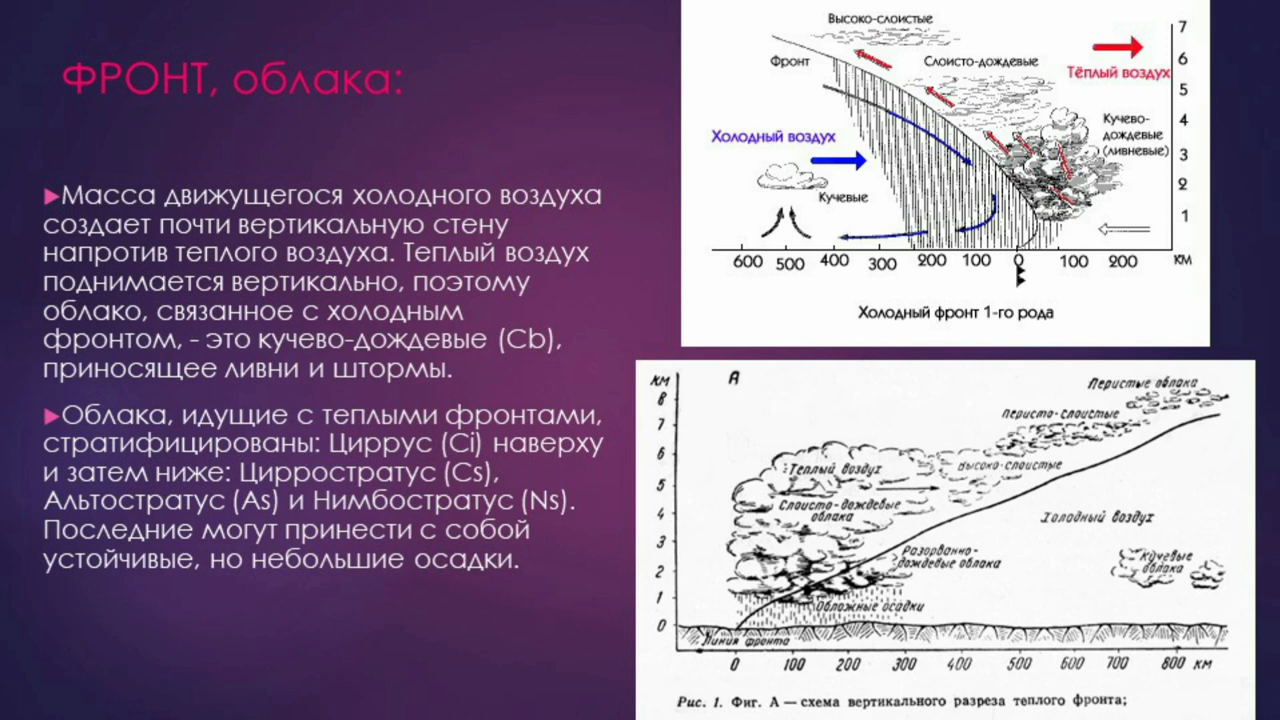 ФРОНТ, облака:
Масса движущегося холодного воздуха
создает почти вертикальную стену
напротив теплого воздуха. Теплый воздух
поднимается вертикально, поэтому
облако, связанное с холодным
фронтом, - это кучево-дождевые (Cb),
приносящее ливни и штормы.
Облака, идущие с теплыми фронтами,
стратифицированы: Циррус (Ci) наверху
и затем ниже: Цирростратус (Cs),
Альтостратус (As) и Нимбостратус (Ns).
Последние могут принести с собой
устойчивые, но небольшие осадки.
Высоко-слоистые
Фронт
Слоисто-дождевые
Тёплый воздух
Холодный воздух
Кучево-
дождевые
(ливневые)
Кучевые
7
6
5
4
3
2
1
600 500 400 300 200 100 0 100 200 км
Холодный фронт 1-го рода
км
А
Перистые облака
Перисто-слоистые
Теплый воздух
Высоко-слоистые
Слоисто-дождевые
облака
Холодный воздух
Разорванно-
дождевые облака
Кучевые
облака
Обложные осадки
8
7
6
5
4
3
2
1
0
Линия фронта
0 100 200 300 400 500 600 700 800 км
Рис. 1. Фиг. А — схема вертикального разреза теплого фронта;